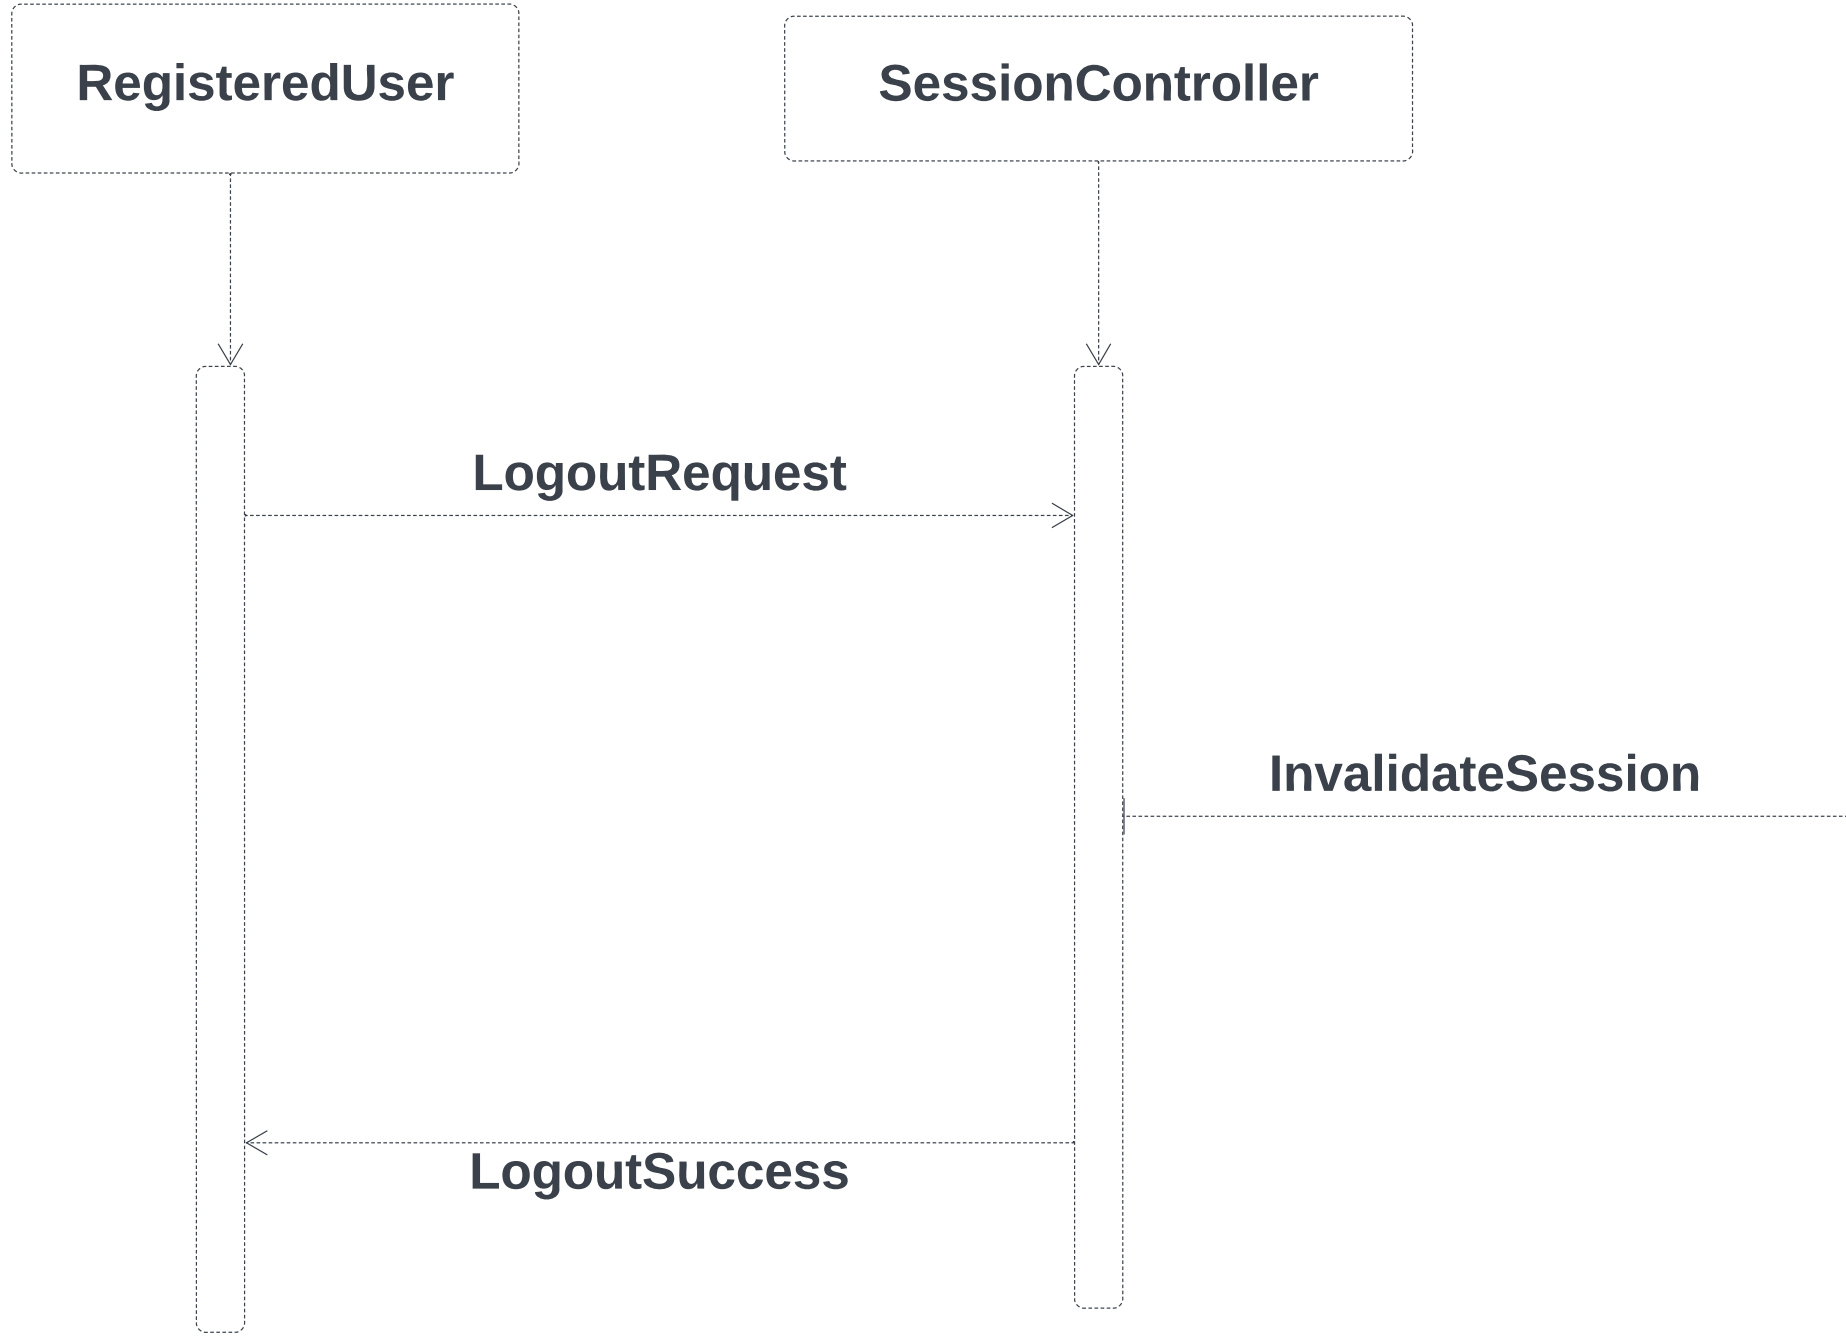 RegisteredUser
SessionController
LogoutRequest
InvalidateSession
LogoutSuccess